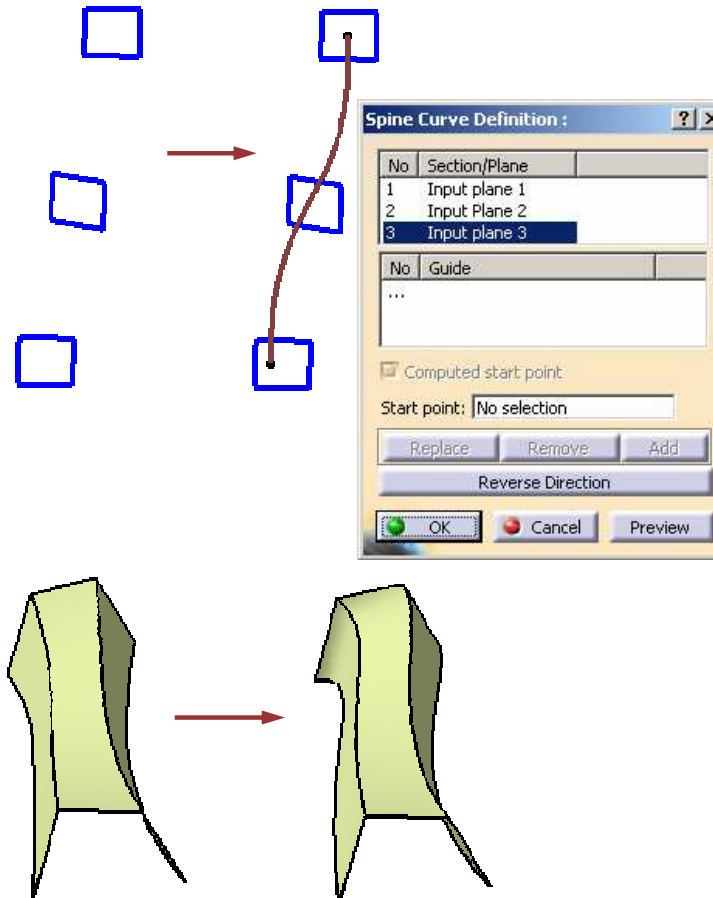 Spine Curve Definition :
No Section/Plane
1 Input plane 1
2 Input Plane 2
3 Input plane 3
No Guide
...
Computed start point
Start point: No selection
Replace Remove Add
Reverse Direction
OK Cancel Preview